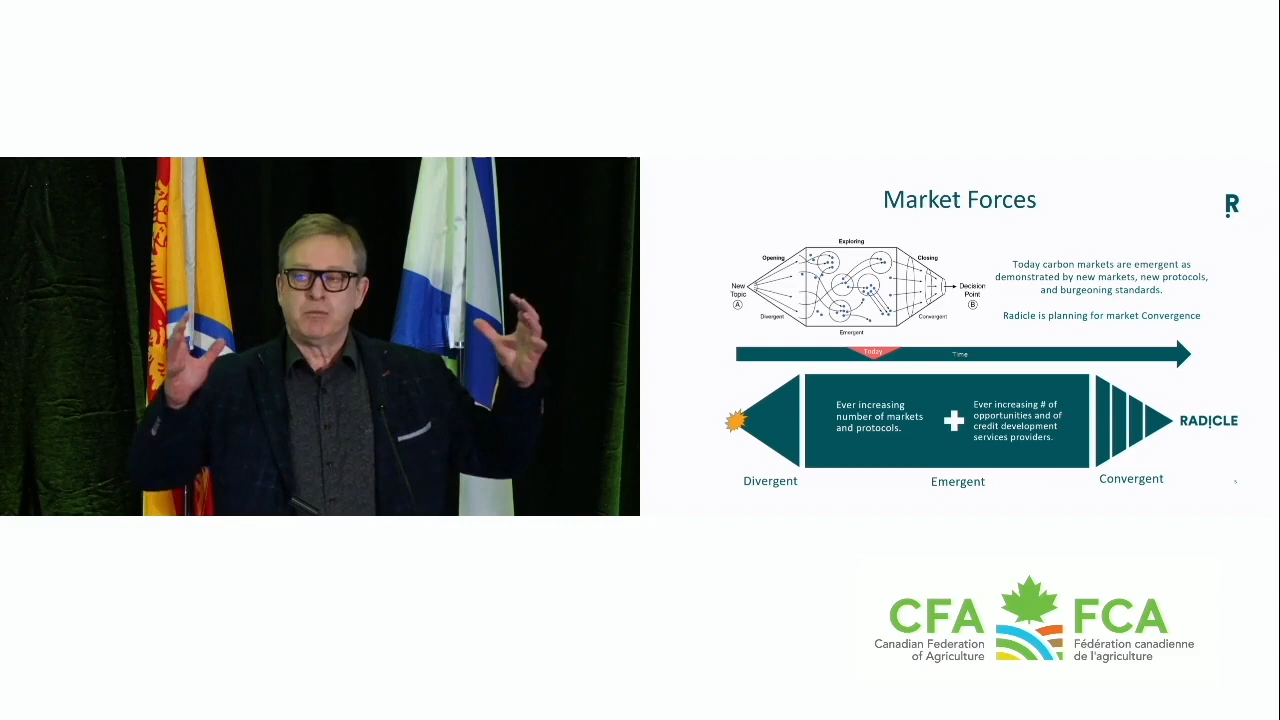 Market Forces
R
Exploring
Opening
Closing
New
Topic
A
Decision
Point
B
Divergent
Convergent
Emergent
Today carbon markets are emergent as
demonstrated by new markets, new protocols,
and burgeoning standards.
Radicle is planning for market Convergence
Today
Time
Ever increasing
number of markets
and protocols.
Ever increasing # of
opportunities and of
credit development
services providers.
RADICLE
Divergent
Emergent
Convergent
5
CFA
FCA
Canadian Federation
of Agriculture
Fédération canadienne
de l'agriculture